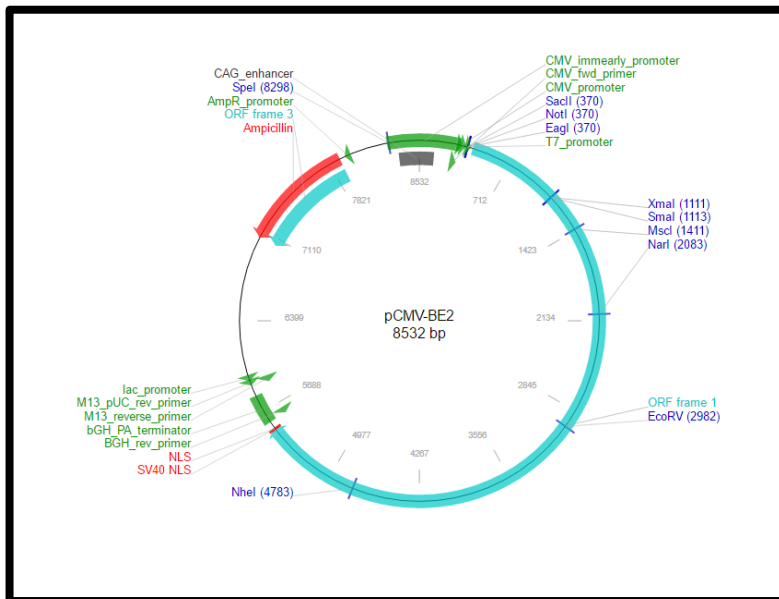 CAG_enhancer
SpeI (8298)
AmpR_promoter
ORF frame 3
Ampicillin
CMV_immearly_promoter
CMV_fwd_primer
CMV_promoter
SacII (370)
NotI (370)
EagI (370)
T7_promoter
8532
712
7821
XmaI (1111)
SmaI (1113)
MscI (1411)
NarI (2083)
7110
1423
pCMV-BE2
8532 bp
6399
2134
lac_promoter
M13_pUC_rev_primer
M13_reverse_primer
bGH_PA_terminator
BGH_rev_primer
NLS
SV40 NLS
5688
2845
ORF frame 1
EcoRV (2982)
4977
3556
4267
NheI (4783)